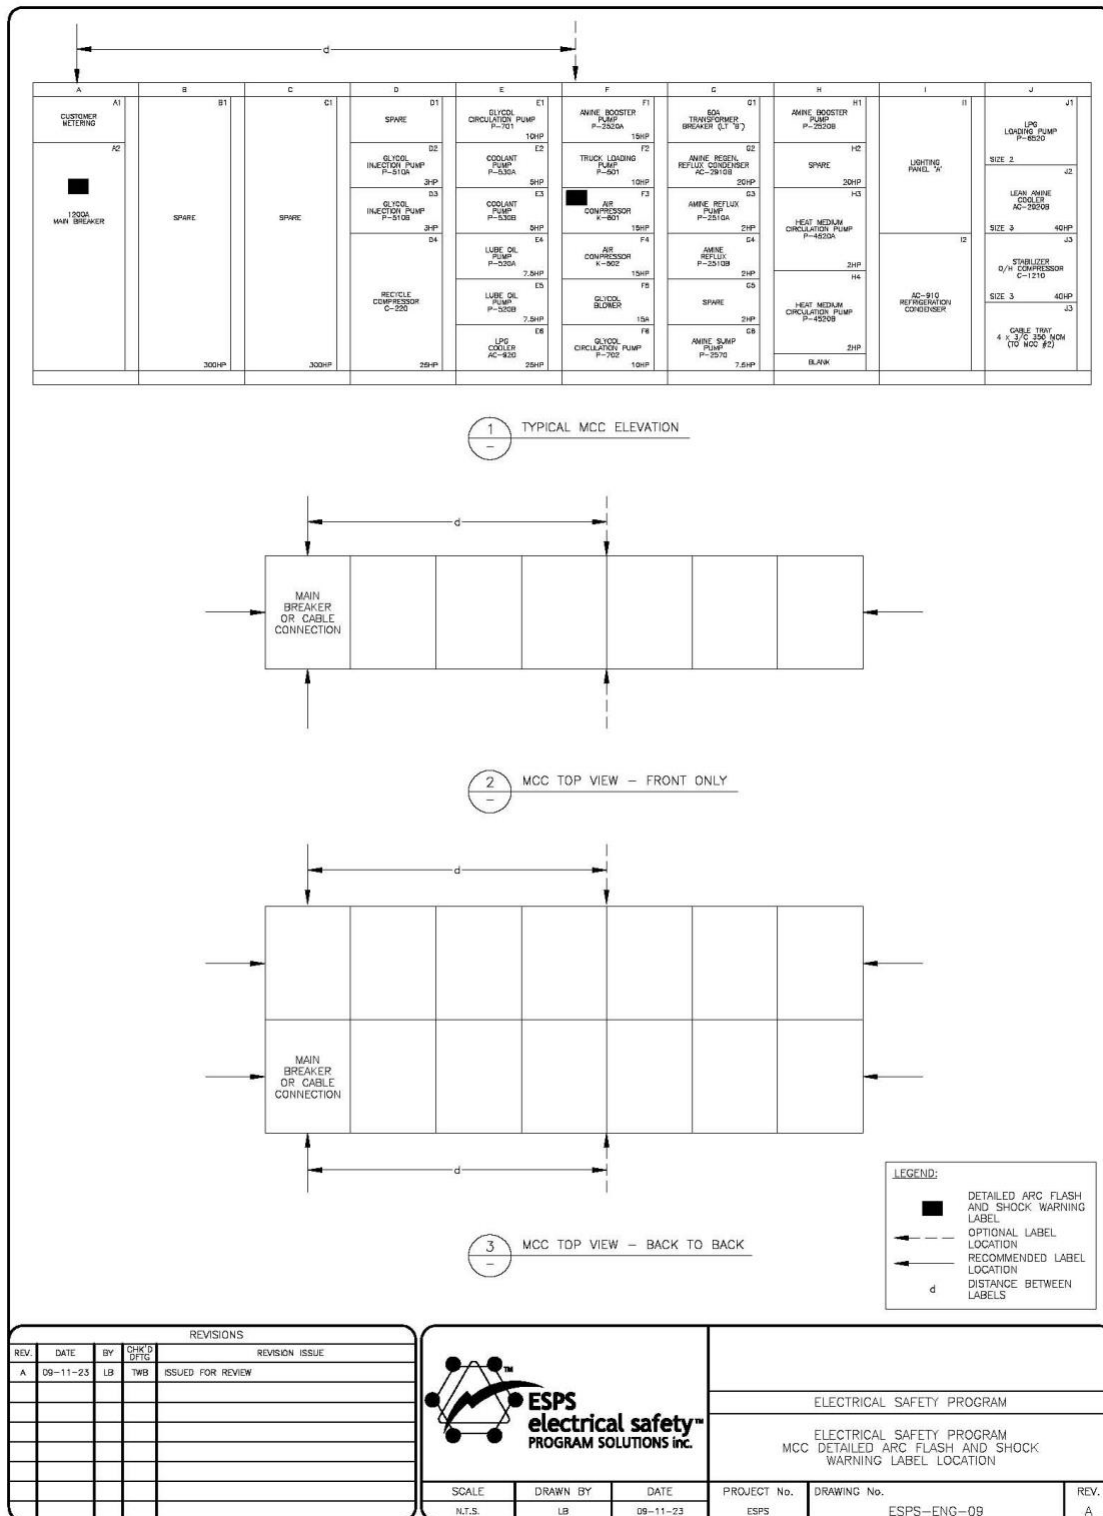 d
A
B
C
D
E
F
G
H
I
J
A1
CUSTOMER
METERING
A2
1200A
MAIN BREAKER
B1
SPARE
300HP
C1
SPARE
300HP
D1
SPARE
D2
GLYCOL
INJECTION PUMP
P-510A
3HP
D3
GLYCOL
INJECTION PUMP
P-510B
3HP
D4
RECYCLE
COMPRESSOR
C-220
25HP
E1
GLYCOL
CIRCULATION PUMP
P-701
10HP
E2
COOLANT
PUMP
P-530A
5HP
E3
COOLANT
PUMP
P-530B
5HP
E4
LUBE OIL
PUMP
P-520A
7.5HP
E5
LUBE OIL
PUMP
P-520B
7.5HP
E6
LPG
COOLER
AC-920
25HP
F1
AMINE BOOSTER
PUMP
P-2520A
15HP
F2
TRUCK LOADING
PUMP
P-601
10HP
F3
AIR
COMPRESSOR
K-601
15HP
F4
AIR
COMPRESSOR
K-602
15HP
F5
GLYCOL
BLOWER
15A
F6
GLYCOL
CIRCULATION PUMP
P-702
10HP
G1
60A
TRANSFORMER
BREAKER (LT "B")
G2
AMINE REGEN.
REFLUX CONDENSER
AC-2910B
20HP
G3
AMINE REFLUX
PUMP
P-2510A
2HP
G4
AMINE
REFLUX
P-2510B
2HP
G5
SPARE
2HP
G6
AMINE SUMP
PUMP
P-2570
7.5HP
H1
AMINE BOOSTER
PUMP
P-2520B
H2
SPARE
20HP
H3
HEAT MEDIUM
CIRCULATION PUMP
P-4520A
2HP
H4
HEAT MEDIUM
CIRCULATION PUMP
P-4520B
2HP
BLANK
I1
LIGHTING
PANEL "A"
I2
AC-910
REFRIGERATION
CONDENSER
J1
LPG
LOADING PUMP
P-6520
SIZE 2
J2
LEAN AMINE
COOLER
AC-2920B
SIZE 3 40HP
J3
STABILIZER
O/H COMPRESSOR
C-1210
SIZE 3 40HP
J3
CABLE TRAY
4 x 3/C 350 MCM
(TO MCC #2)
1
-
TYPICAL MCC ELEVATION
d
MAIN
BREAKER
OR CABLE
CONNECTION
2
-
MCC TOP VIEW - FRONT ONLY
d
MAIN
BREAKER
OR CABLE
CONNECTION
d
3
-
MCC TOP VIEW - BACK TO BACK
LEGEND:
DETAILED ARC FLASH
AND SHOCK WARNING
LABEL
OPTIONAL LABEL
LOCATION
RECOMMENDED LABEL
LOCATION
d DISTANCE BETWEEN
LABELS
REVISIONS
REV. DATE BY CHK'D DFTG REVISION ISSUE
A 09-11-23 LB TWB ISSUED FOR REVIEW
TM
ESPS
electrical safety™
PROGRAM SOLUTIONS inc.
ELECTRICAL SAFETY PROGRAM
ELECTRICAL SAFETY PROGRAM
MCC DETAILED ARC FLASH AND SHOCK
WARNING LABEL LOCATION
SCALE DRAWN BY DATE PROJECT No. DRAWING No. REV.
N.T.S. LB 09-11-23 ESPS ESPS-ENG-09 A